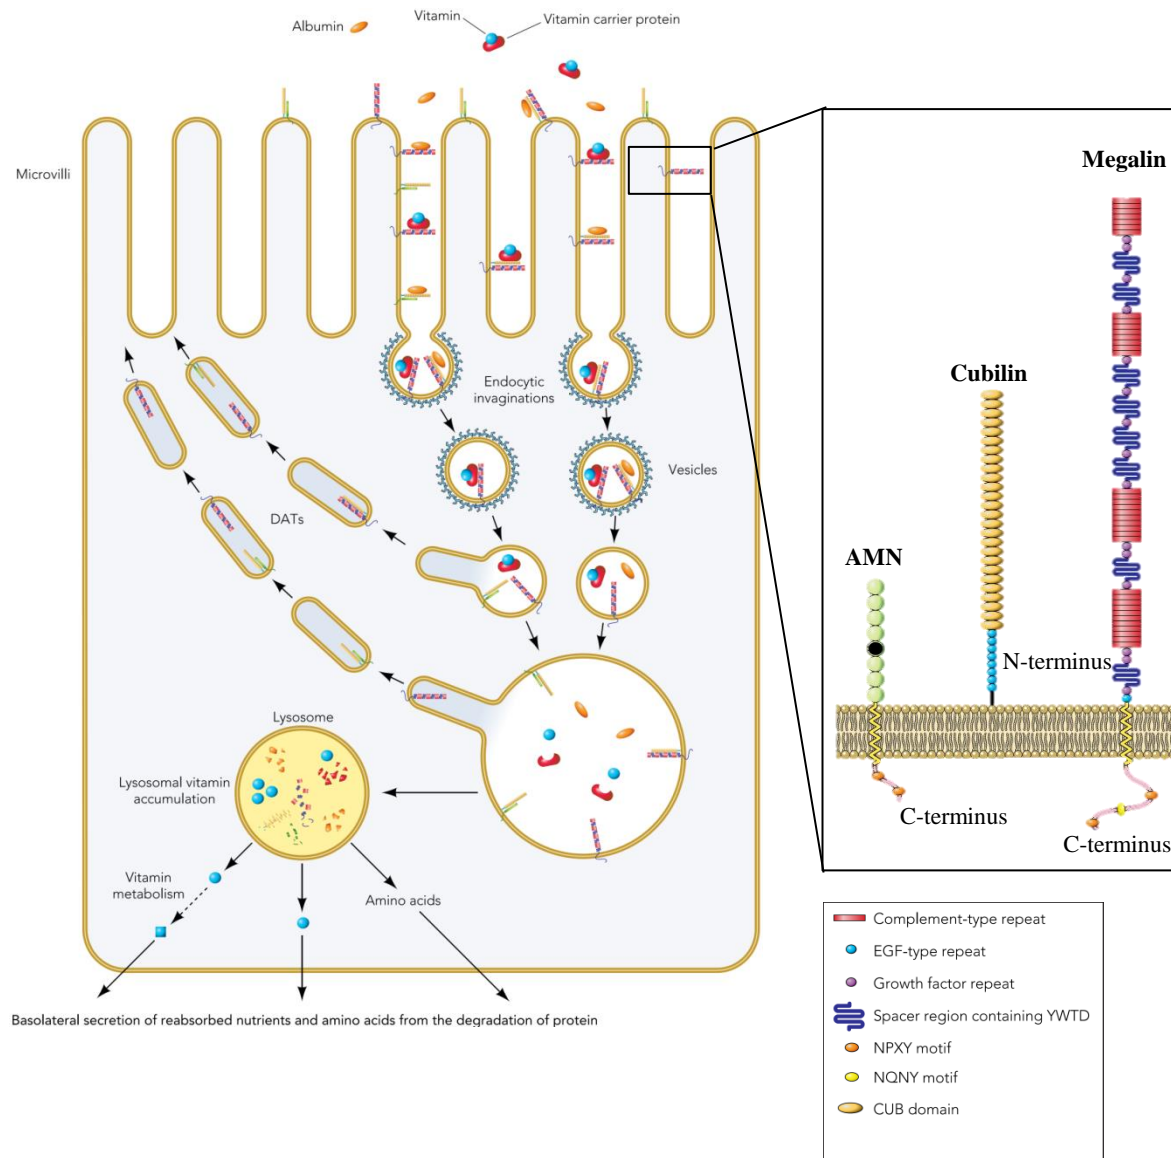 Albumin
Vitamin
Vitamin carrier protein
Microvilli
Endocytic
invaginations
Vesicles
DATs
Lysosome
Lysosomal vitamin
accumulation
Vitamin
metabolism
Amino acids
Basolateral secretion of reabsorbed nutrients and amino acids from the degradation of protein
Megalin
Cubilin
AMN
N-terminus
C-terminus
C-terminus
Complement-type repeat
EGF-type repeat
Growth factor repeat
Spacer region containing YWTD
NPXY motif
NQNY motif
CUB domain